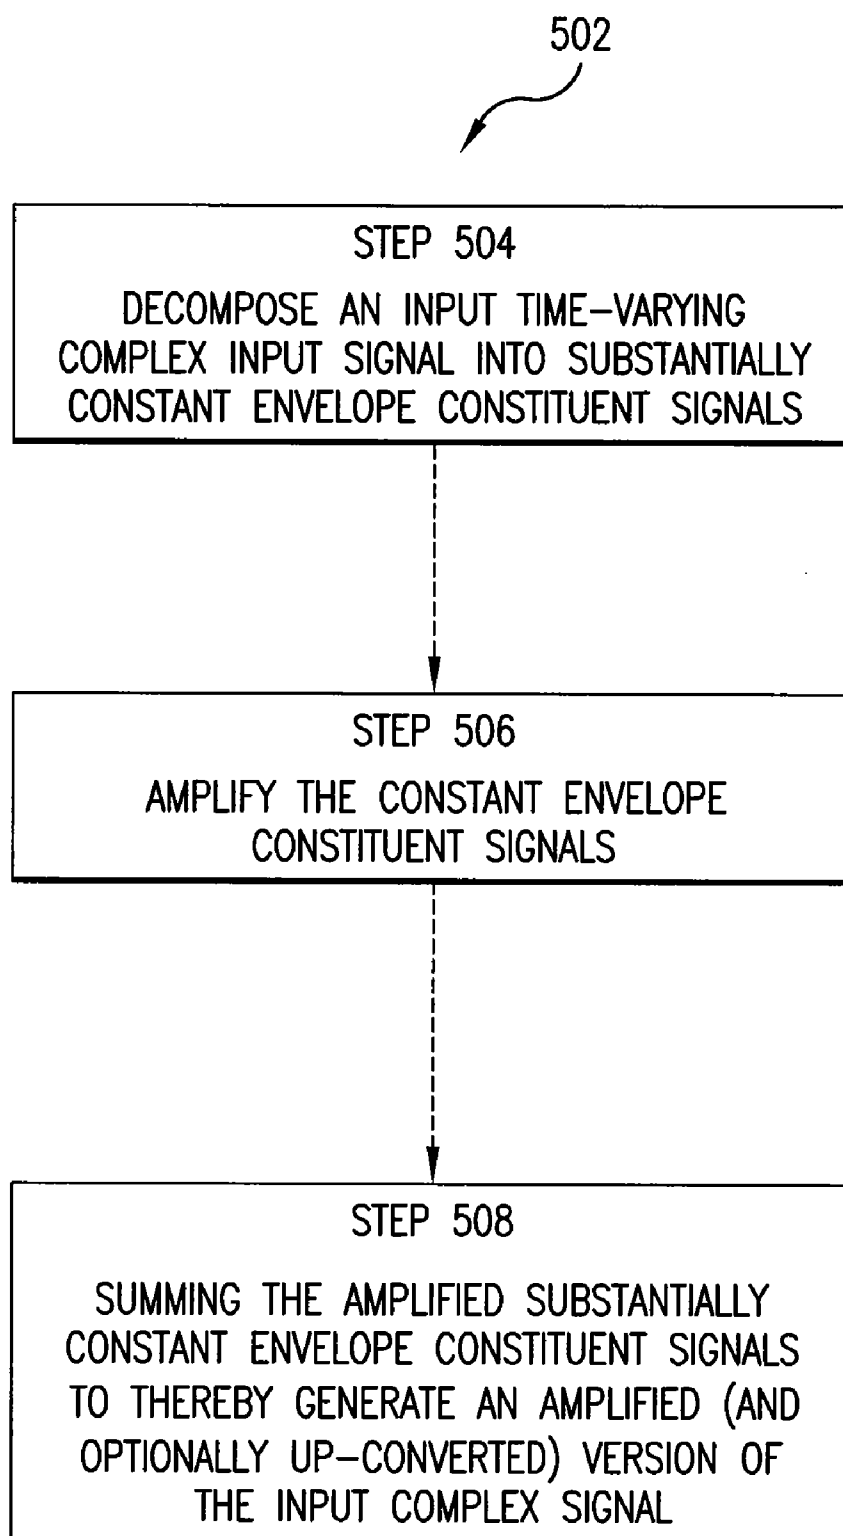 502
STEP 504
DECOMPOSE AN INPUT TIME-VARYING
COMPLEX INPUT SIGNAL INTO SUBSTANTIALLY
CONSTANT ENVELOPE CONSTITUENT SIGNALS
STEP 506
AMPLIFY THE CONSTANT ENVELOPE
CONSTITUENT SIGNALS
STEP 508
SUMMING THE AMPLIFIED SUBSTANTIALLY
CONSTANT ENVELOPE CONSTITUENT SIGNALS
TO THEREBY GENERATE AN AMPLIFIED (AND
OPTIONALLY UP-CONVERTED) VERSION OF
THE INPUT COMPLEX SIGNAL